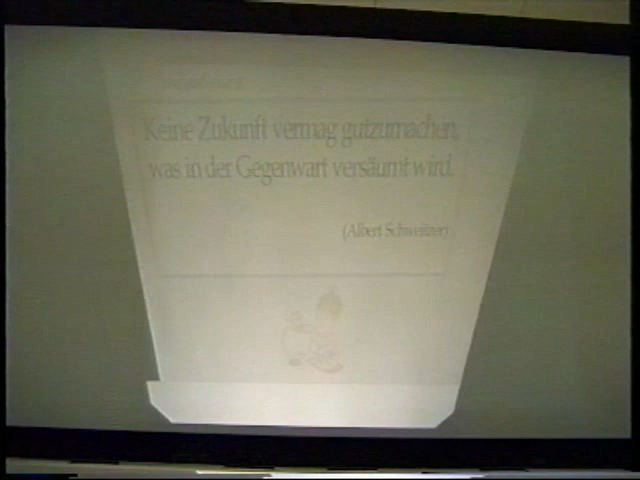 Keine Zukunft vermag gutzumachen,
was in der Gegenwart versäumt wird.
(Albert Schweitzer)